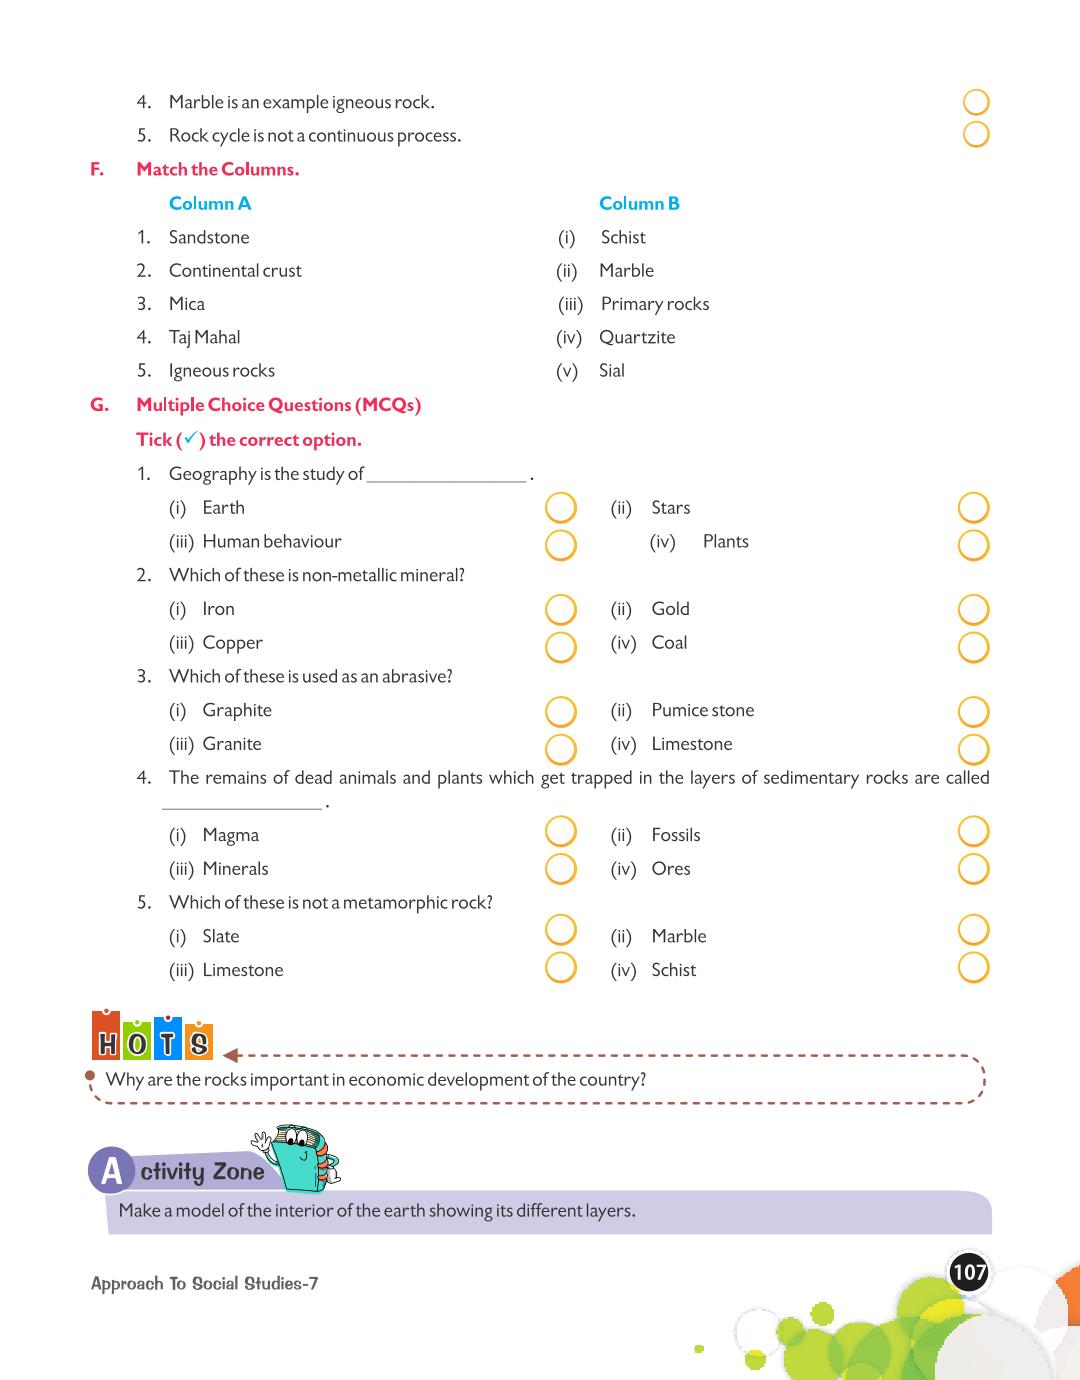 4. Marble is an example igneous rock.
5. Rock cycle is not a continuous process.
F. Match the Columns.
Column A Column B
1. Sandstone (i) Schist
2. Continental crust (ii) Marble
3. Mica (iii) Primary rocks
4. Taj Mahal (iv) Quartzite
5. Igneous rocks (v) Sial
G. Multiple Choice Questions (MCQs)
Tick (✓) the correct option.
1. Geography is the study of ________________ .
(i) Earth (ii) Stars
(iii) Human behaviour (iv) Plants
2. Which of these is non-metallic mineral?
(i) Iron (ii) Gold
(iii) Copper (iv) Coal
3. Which of these is used as an abrasive?
(i) Graphite (ii) Pumice stone
(iii) Granite (iv) Limestone
4. The remains of dead animals and plants which get trapped in the layers of sedimentary rocks are called
________________ .
(i) Magma (ii) Fossils
(iii) Minerals (iv) Ores
5. Which of these is not a metamorphic rock?
(i) Slate (ii) Marble
(iii) Limestone (iv) Schist
HOTS
Why are the rocks important in economic development of the country?
Activity Zone
Make a model of the interior of the earth showing its different layers.
Approach To Social Studies-7
107